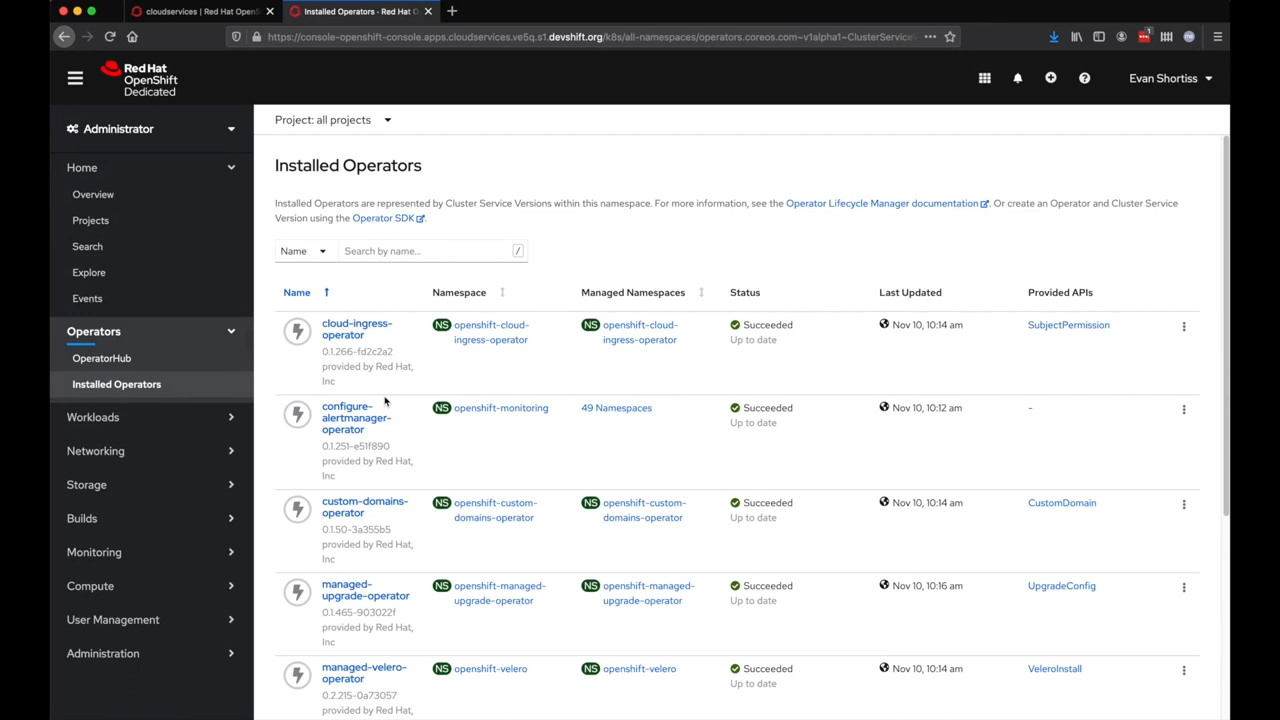 cloudservices | Red Hat OpenShi
Installed Operators · Red Hat O
https://console-openshift-console.apps.cloudservices.ve5q.s1.devshift.org/k8s/all-namespaces/operators.coreos.com~v1alpha1~ClusterService
1
Red Hat
OpenShift
Dedicated
Evan Shortiss
Administrator
Home
Overview
Projects
Search
Explore
Events
Operators
OperatorHub
Installed Operators
Workloads
Networking
Storage
Builds
Monitoring
Compute
User Management
Administration
Project: all projects
Installed Operators
Installed Operators are represented by Cluster Service Versions within this namespace. For more information, see the Operator Lifecycle Manager documentation. Or create an Operator and Cluster Service
Version using the Operator SDK.
Name
Search by name...
/
Name Namespace Managed Namespaces Status Last Updated Provided APIs
cloud-ingress-
operator
0.1.266-fd2c2a2
provided by Red Hat,
Inc
NS openshift-cloud-
ingress-operator
NS openshift-cloud-
ingress-operator
Succeeded
Up to date
Nov 10, 10:14 am
SubjectPermission
configure-
alertmanager-
operator
0.1.251-e51f890
provided by Red Hat,
Inc
NS openshift-monitoring
49 Namespaces
Succeeded
Up to date
Nov 10, 10:12 am
-
custom-domains-
operator
0.1.50-3a355b5
provided by Red Hat,
Inc
NS openshift-custom-
domains-operator
NS openshift-custom-
domains-operator
Succeeded
Up to date
Nov 10, 10:14 am
CustomDomain
managed-
upgrade-operator
0.1.465-903022f
provided by Red Hat,
Inc
NS openshift-managed-
upgrade-operator
NS openshift-managed-
upgrade-operator
Succeeded
Up to date
Nov 10, 10:16 am
UpgradeConfig
managed-velero-
operator
0.2.215-0a73057
provided by Red Hat,
NS openshift-velero
NS openshift-velero
Succeeded
Up to date
Nov 10, 10:14 am
VeleroInstall